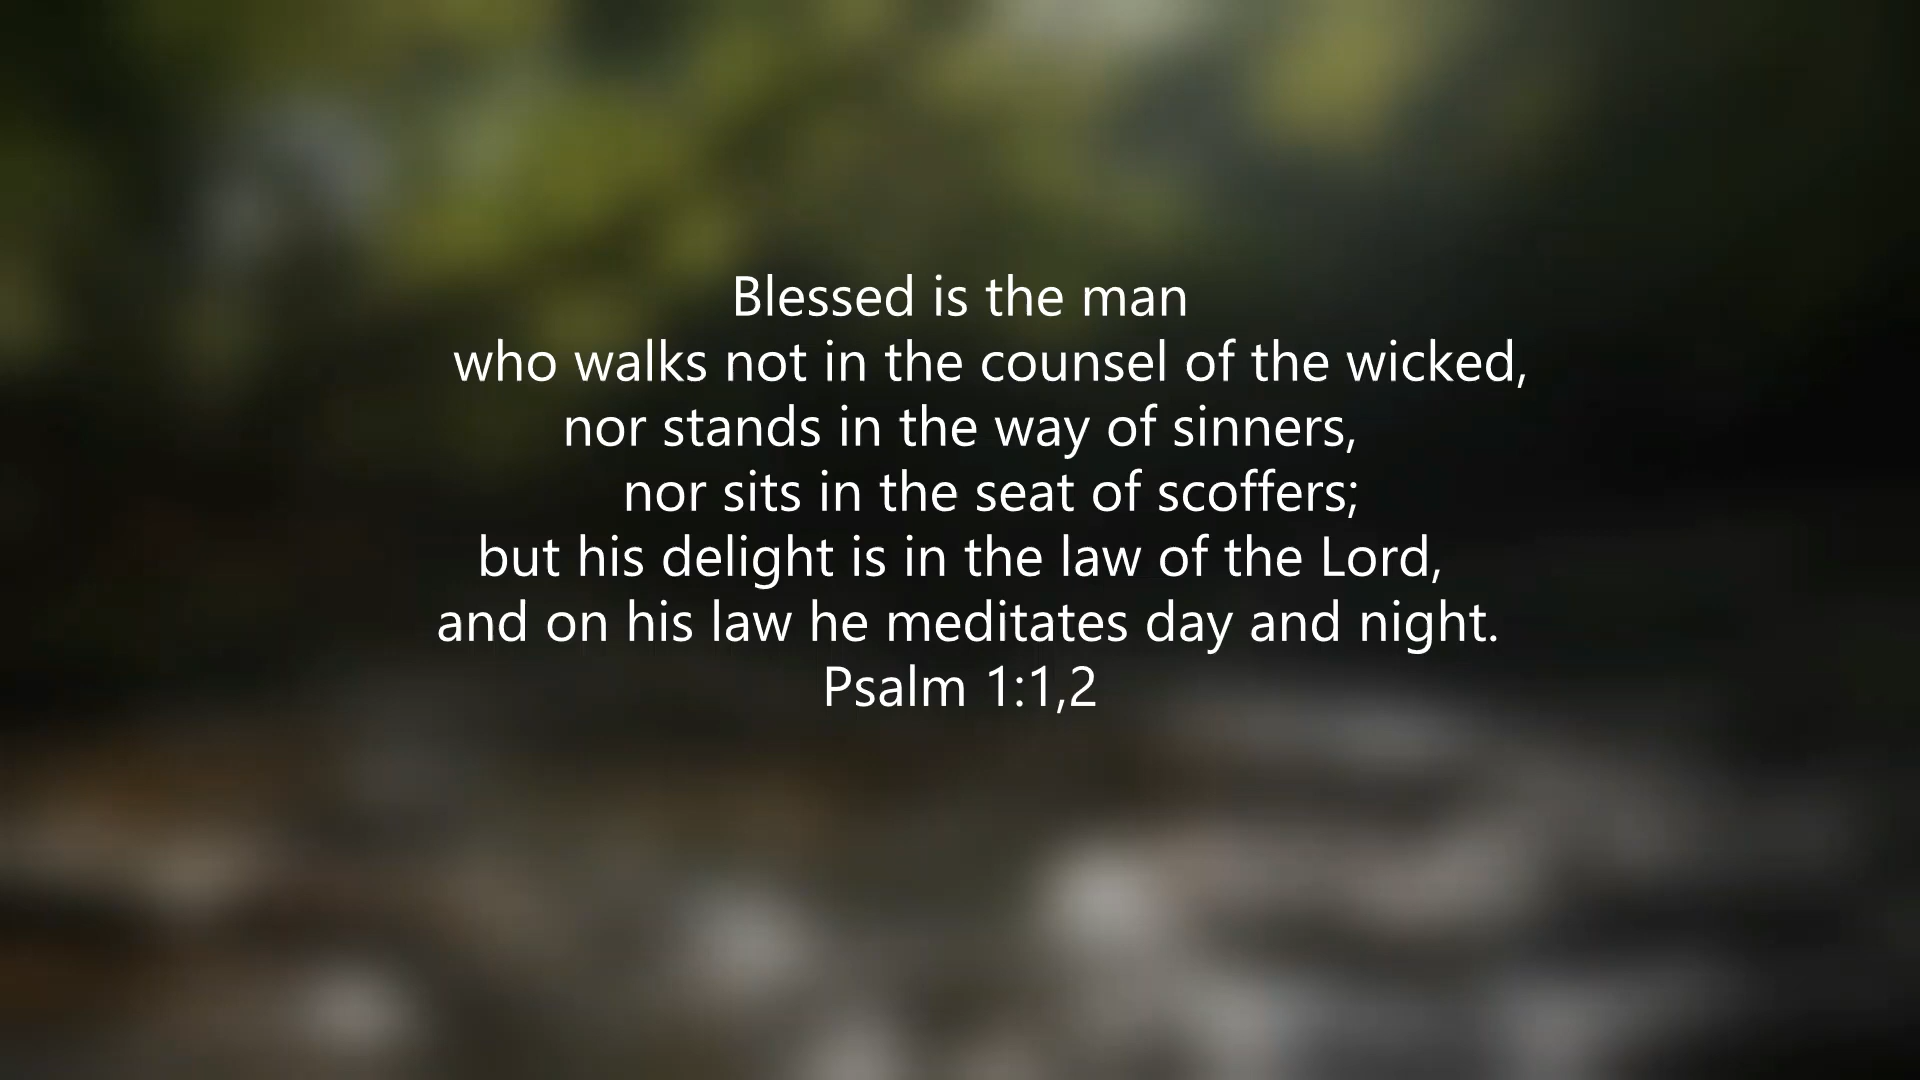 Blessed is the man
who walks not in the counsel of the wicked,
nor stands in the way of sinners,
nor sits in the seat of scoffers;
but his delight is in the law of the Lord,
and on his law he meditates day and night.
Psalm 1:1,2